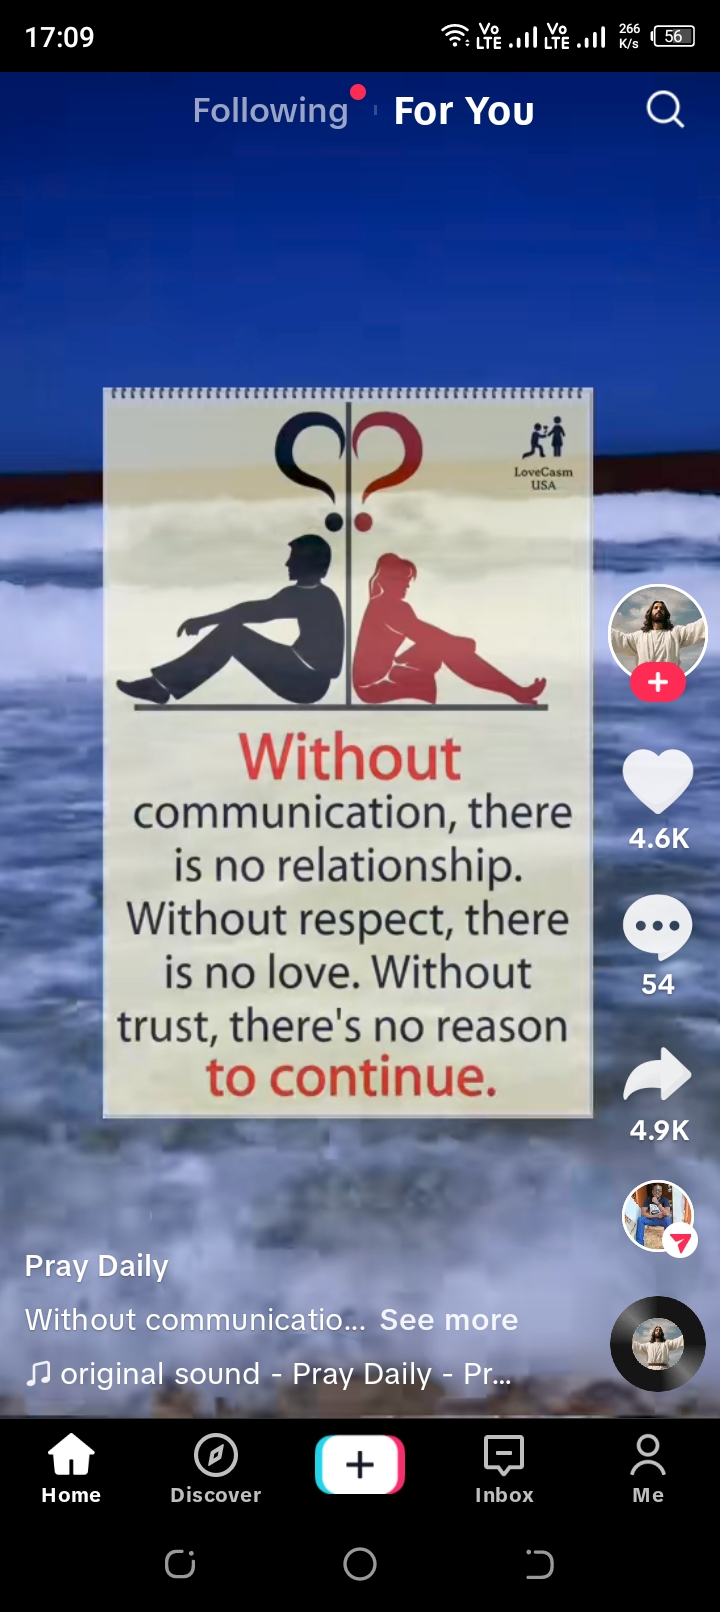 17:09
Vo LTE Vo LTE 266 K/s 56
Following For You
LoveCasm
USA
Without
communication, there
is no relationship.
Without respect, there
is no love. Without
trust, there's no reason
to continue.
4.6K
54
4.9K
Pray Daily
Without communicatio... See more
original sound - Pray Daily - Pr...
Home Discover Inbox Me